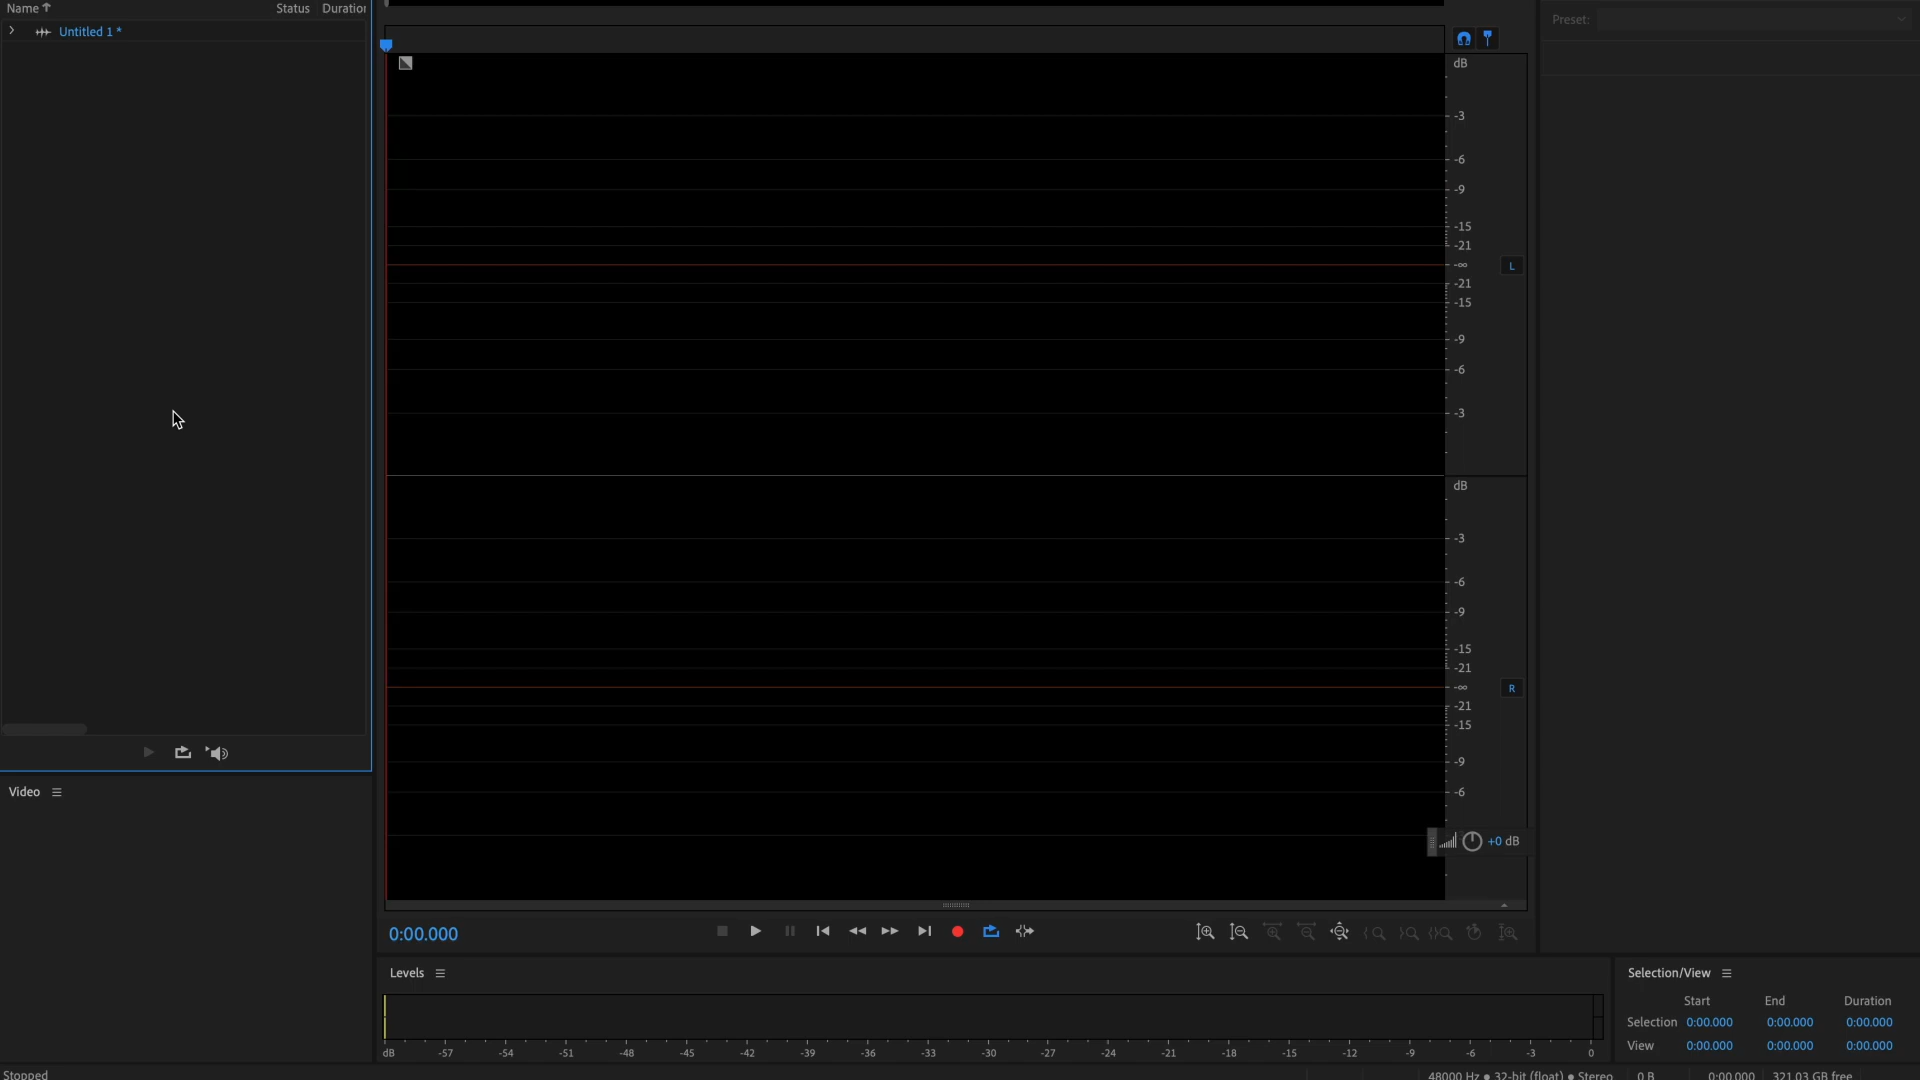 Name Status Duration
Untitled 1 *
Preset:
dB
-3
-6
-9
-15
-21
-∞
L
-21
-15
-9
-6
-3
dB
-3
-6
-9
-15
-21
-∞
R
-21
-15
-9
-6
+0 dB
Video
0:00.000
Levels
dB -57 -54 -51 -48 -45 -42 -39 -36 -33 -30 -27 -24 -21 -18 -15 -12 -9 -6 -3 0
Selection/View
Start End Duration
Selection 0:00.000 0:00.000 0:00.000
View 0:00.000 0:00.000 0:00.000
Stopped
48000 Hz • 32-bit (float) • Stereo 0 B 0:00.000 321.03 GB free